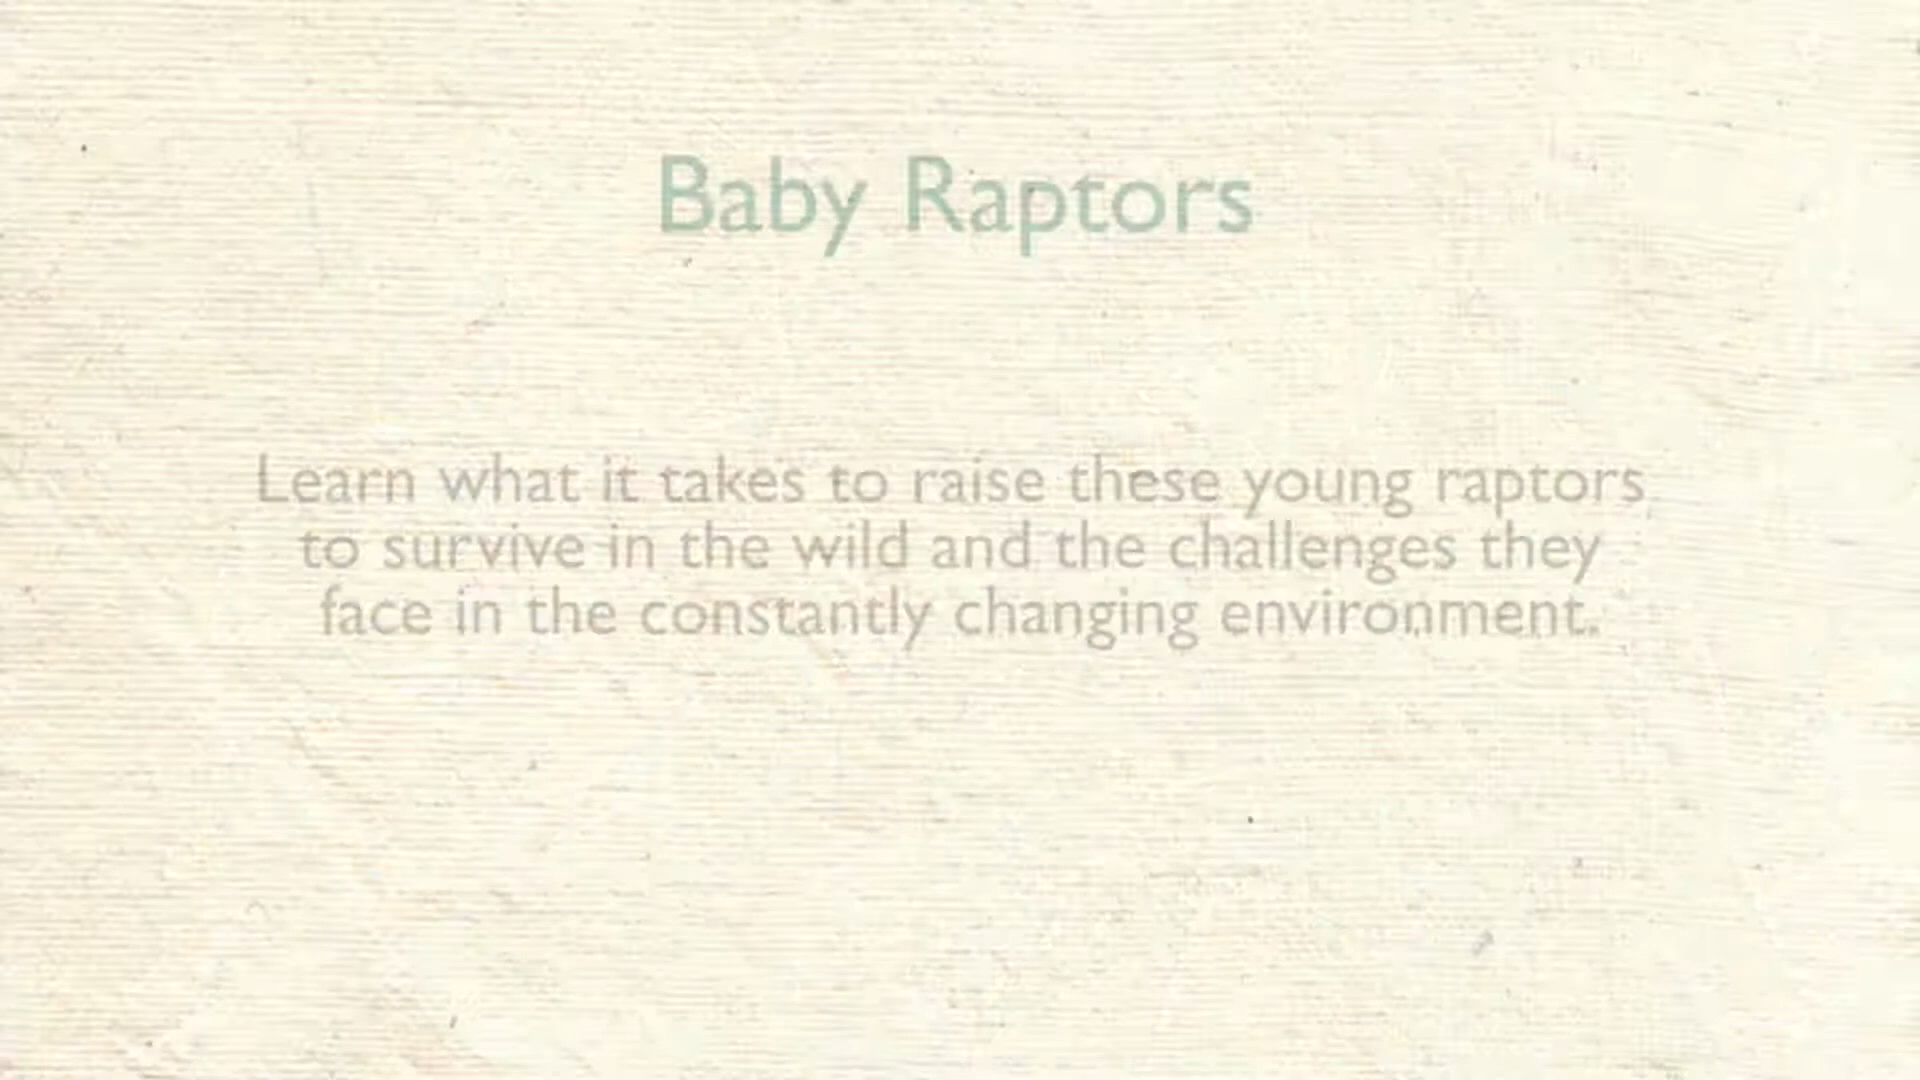 Baby Raptors
Learn what it takes to raise these young raptors
to survive in the wild and the challenges they
face in the constantly changing environment.